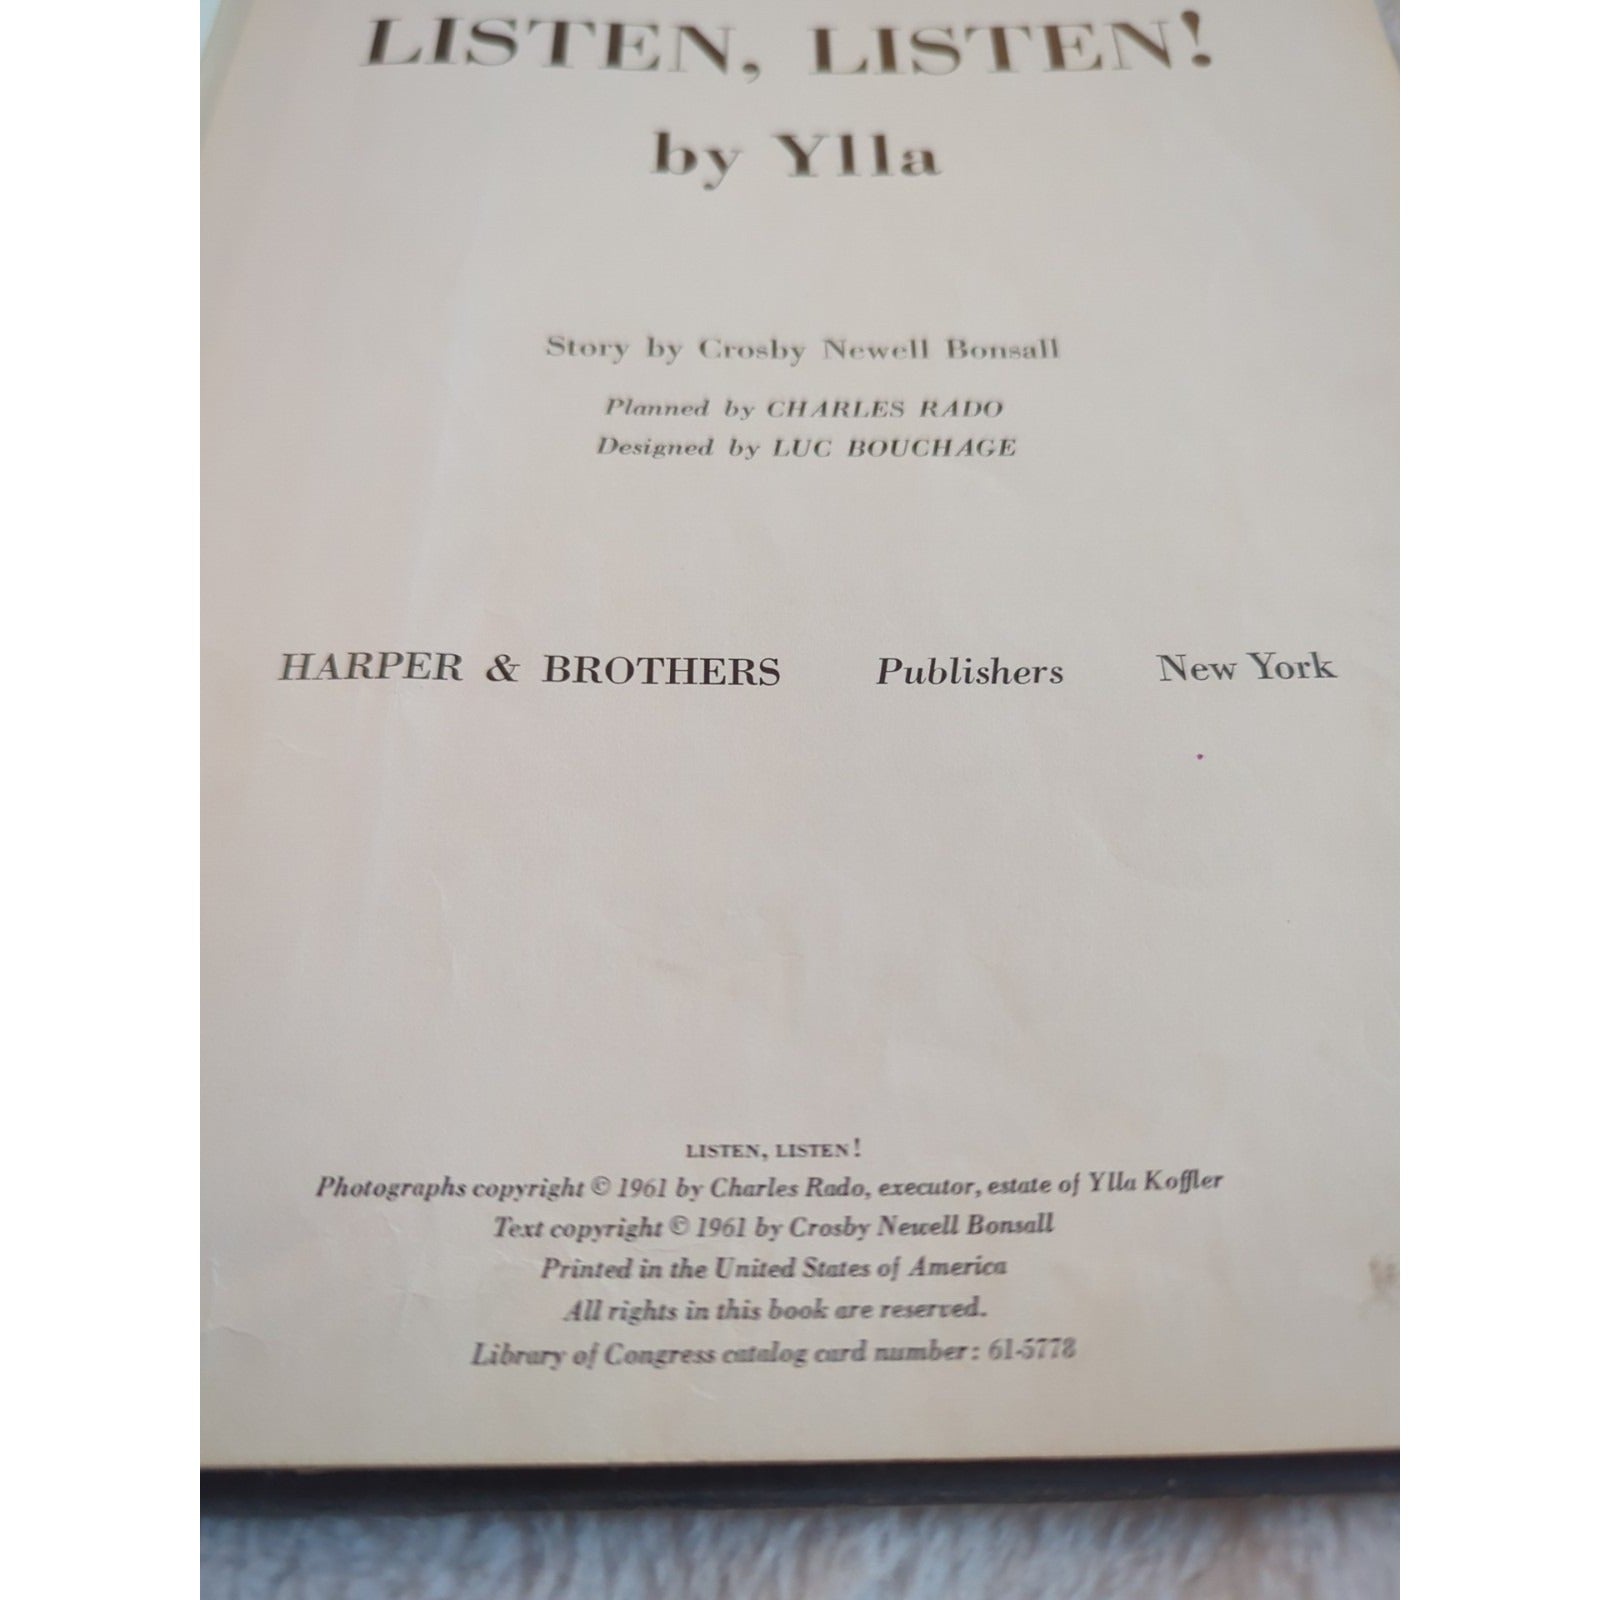 LISTEN, LISTEN!
by Ylla
Story by Crosby Newell Bonsall
Planned by CHARLES RADO
Designed by LUC BOUCHAGE
HARPER & BROTHERS Publishers New York
LISTEN, LISTEN!
Photographs copyright © 1961 by Charles Rado, executor, estate of Ylla Koffler
Text copyright © 1961 by Crosby Newell Bonsall
Printed in the United States of America
All rights in this book are reserved.
Library of Congress catalog card number: 61-5778